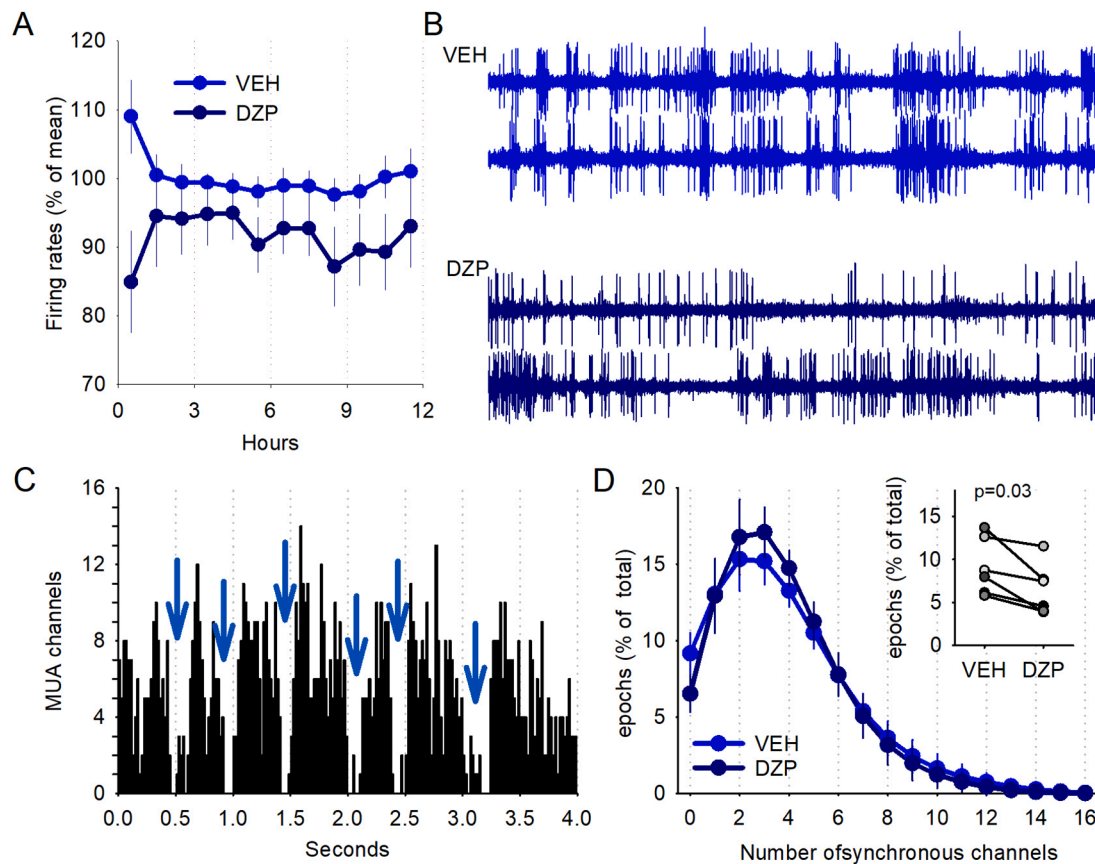 A
Firing rates (% of mean)
120
110
100
90
80
70
VEH
DZP
0 3 6 9 12
Hours
B
VEH
DZP
C
MUA channels
16
12
8
4
0
0.0 0.5 1.0 1.5 2.0 2.5 3.0 3.5 4.0
Seconds
D
epochs (% of total)
20
15
10
5
0
VEH
DZP
0 2 4 6 8 10 12 14 16
Number ofsynchronous channels
epochs (% of total)
p=0.03
15
10
5
0
VEH DZP